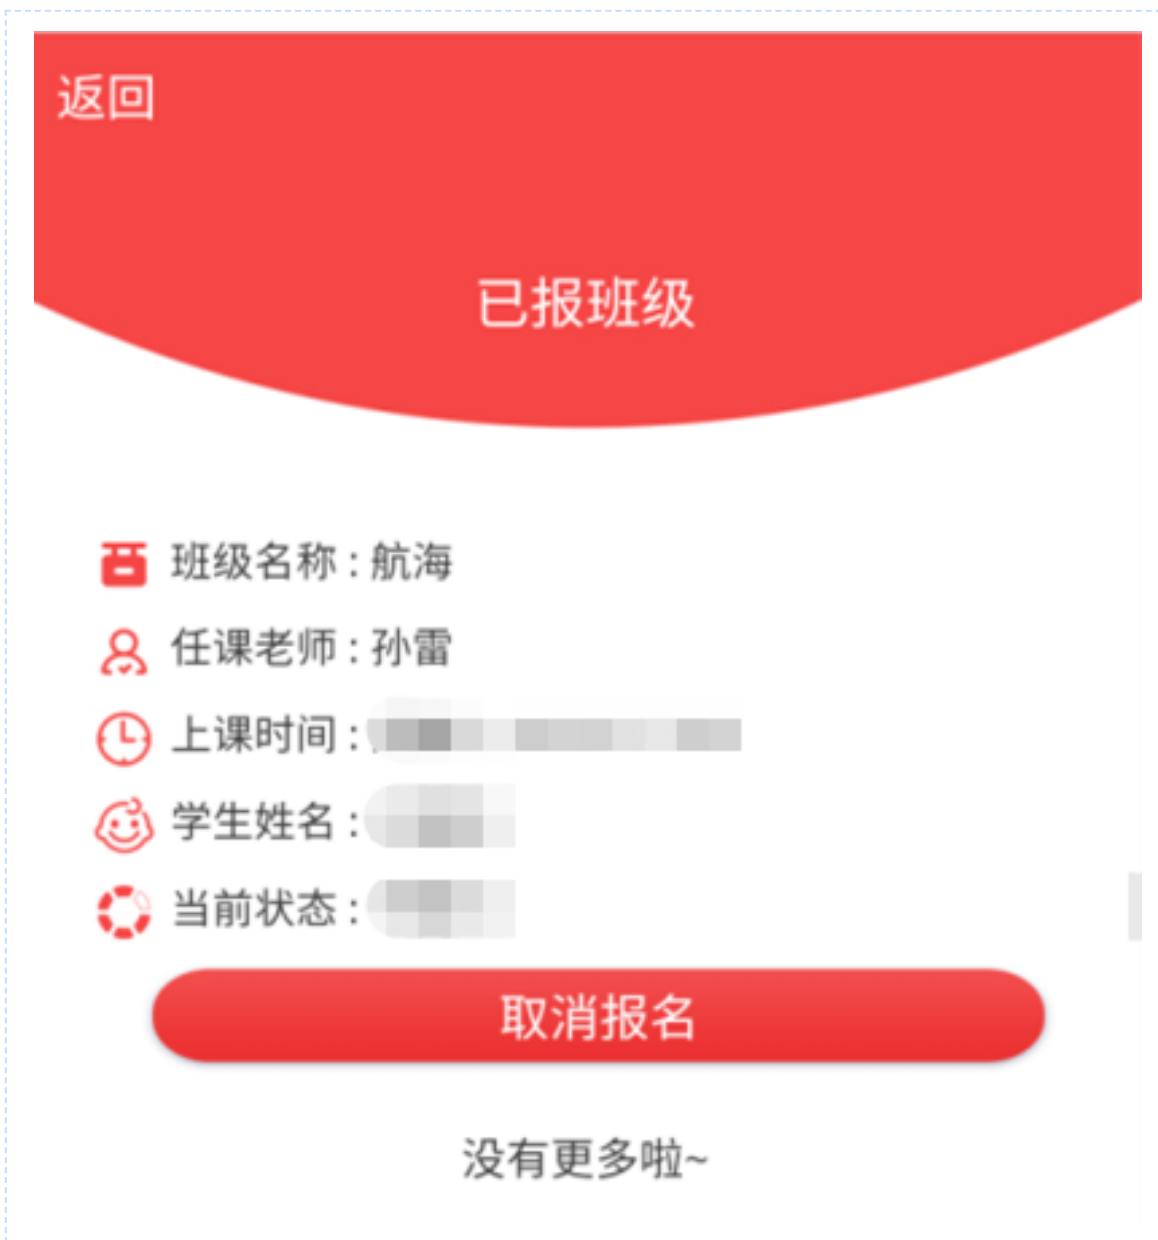 返回
已报班级
班级名称 : 航海
任课老师 : 孙雷
上课时间 :
学生姓名 :
当前状态 :
取消报名
没有更多啦~